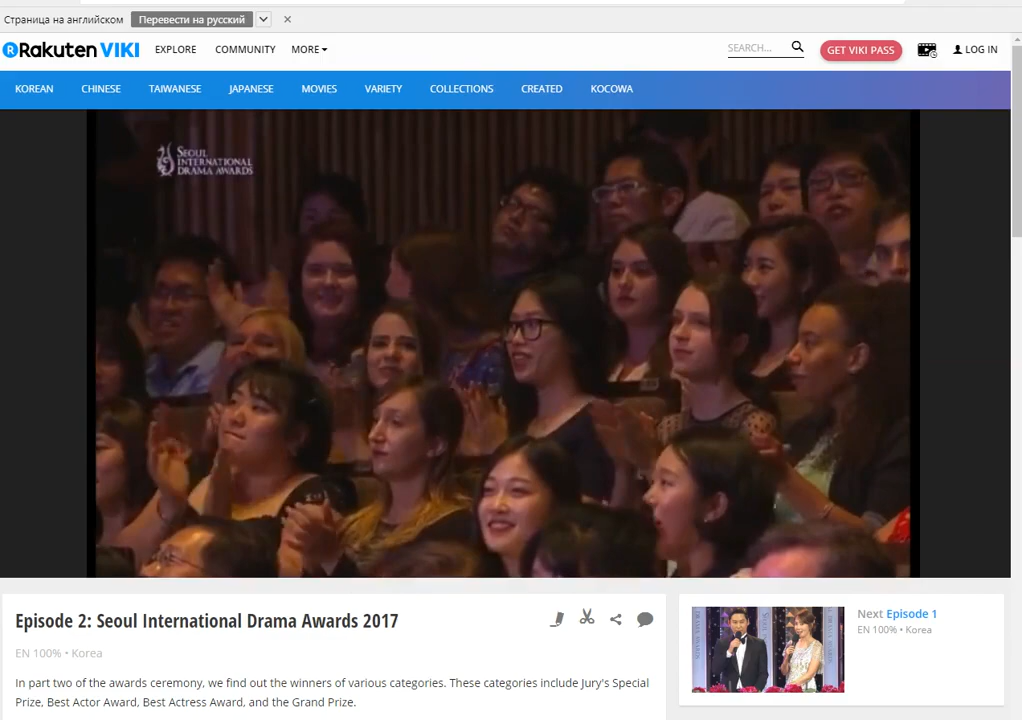 Страница на английском Перевести на русский
Rakuten VIKI EXPLORE COMMUNITY MORE SEARCH... GET VIKI PASS LOG IN
KOREAN CHINESE TAIWANESE JAPANESE MOVIES VARIETY COLLECTIONS CREATED KOCOWA
SEOUL
INTERNATIONAL
DRAMA AWARDS
Episode 2: Seoul International Drama Awards 2017
EN 100% • Korea
In part two of the awards ceremony, we find out the winners of various categories. These categories include Jury's Special
Prize, Best Actor Award, Best Actress Award, and the Grand Prize.
Next Episode 1
EN 100% • Korea